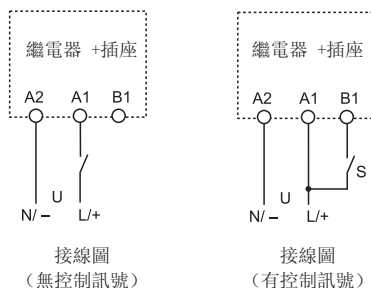 繼電器 +插座
A2 A1 B1
U
N/ – L/+
接線圖
（無控制訊號）
繼電器 +插座
A2 A1 B1
S
U
N/ – L/+
接線圖
（有控制訊號）